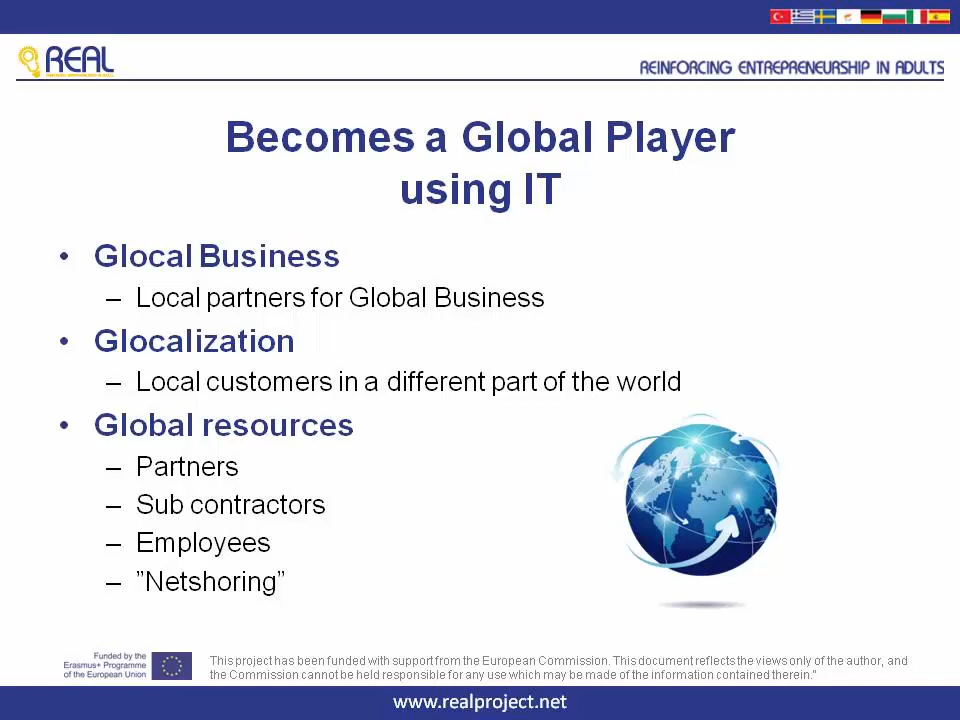 REAL
REINFORCING ENTREPRENEURSHIP IN ADULTS
Becomes a Global Player
using IT
• Glocal Business
– Local partners for Global Business
• Glocalization
– Local customers in a different part of the world
• Global resources
– Partners
– Sub contractors
– Employees
– ”Netshoring”
Funded by the
Erasmus+ Programme
of the European Union
This project has been funded with support from the European Commission. This document reflects the views only of the author, and
the Commission cannot be held responsible for any use which may be made of the information contained therein."
www.realproject.net